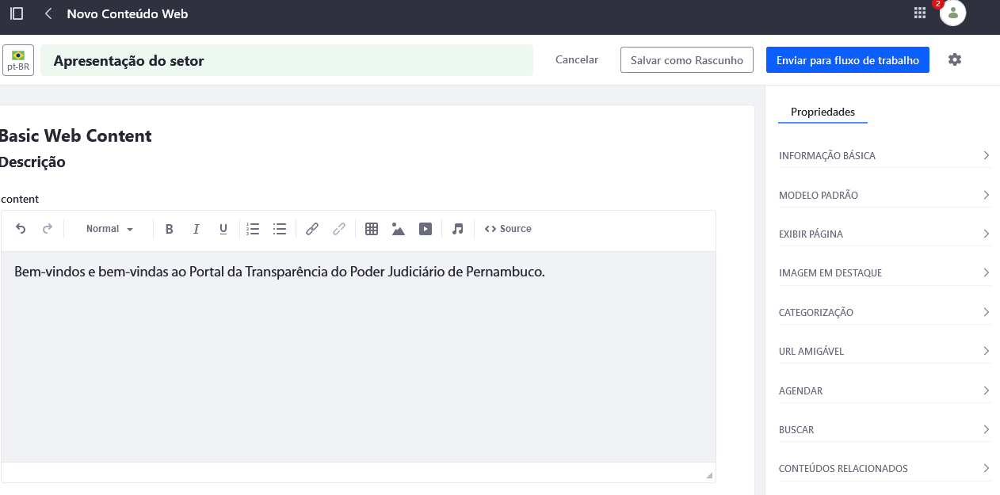 Novo Conteúdo Web
2
pt-BR
Apresentação do setor
Cancelar
Salvar como Rascunho
Enviar para fluxo de trabalho
Basic Web Content
Descrição
content
Normal
B
I
U
Source
Bem-vindos e bem-vindas ao Portal da Transparência do Poder Judiciário de Pernambuco.
Propriedades
INFORMAÇÃO BÁSICA
MODELO PADRÃO
EXIBIR PÁGINA
IMAGEM EM DESTAQUE
CATEGORIZAÇÃO
URL AMIGÁVEL
AGENDAR
BUSCAR
CONTEÚDOS RELACIONADOS